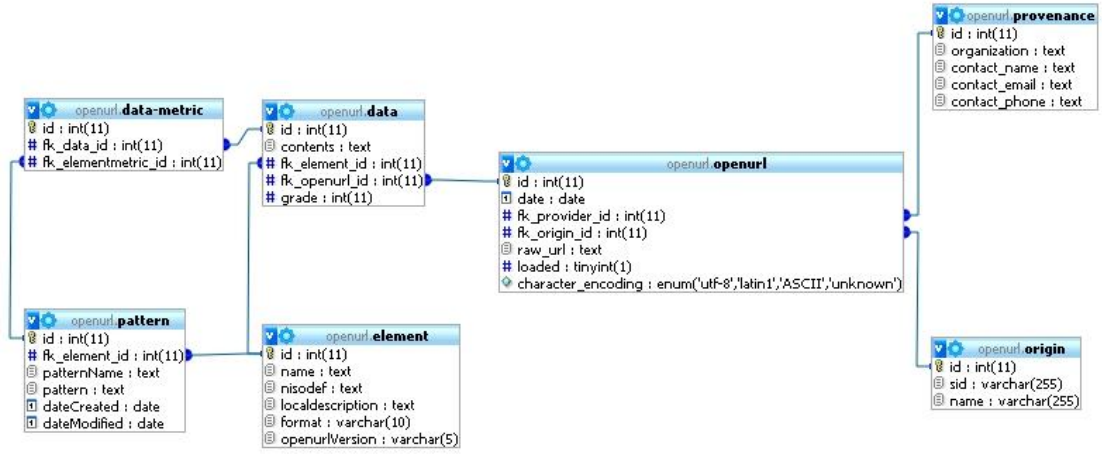 openurl.provenance
id : int(11)
organization : text
contact_name : text
contact_email : text
contact_phone : text
openurl.data-metric
id : int(11)
fk_data_id : int(11)
fk_elementmetric_id : int(11)
openurl.data
id : int(11)
contents : text
fk_element_id : int(11)
fk_openurl_id : int(11)
grade : int(11)
openurl.openurl
id : int(11)
date : date
fk_provider_id : int(11)
fk_origin_id : int(11)
raw_url : text
loaded : tinyint(1)
character_encoding : enum('utf-8','latin1','ASCII','unknown')
openurl.pattern
id : int(11)
fk_element_id : int(11)
patternName : text
pattern : text
dateCreated : date
dateModified : date
openurl.element
id : int(11)
name : text
nisodef : text
localdescription : text
format : varchar(10)
openurlVersion : varchar(5)
openurl.origin
id : int(11)
sid : varchar(255)
name : varchar(255)